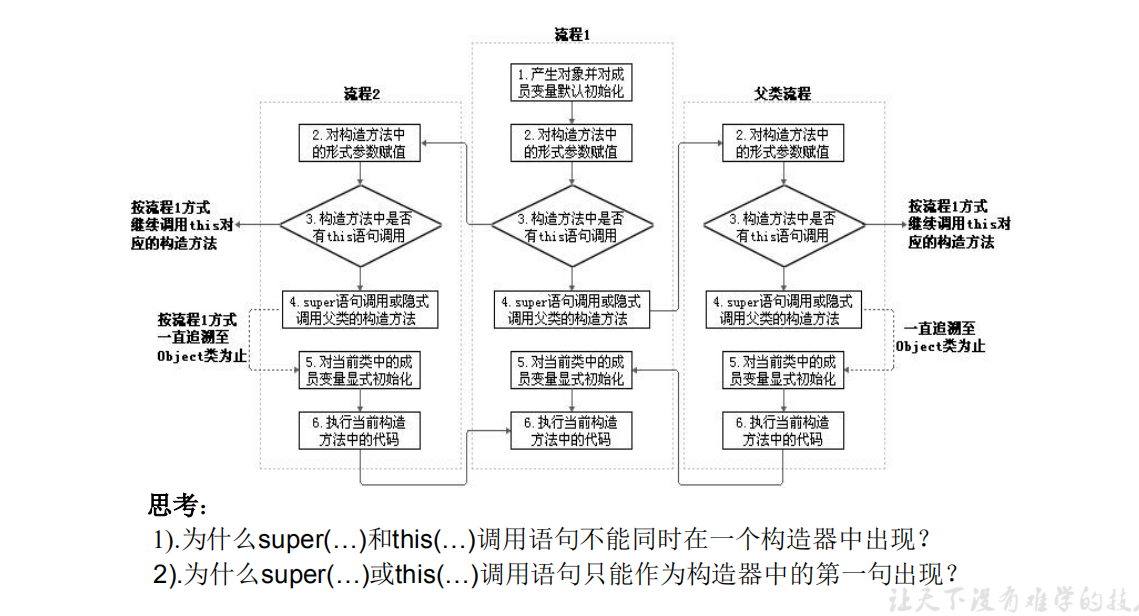 流程1
1.产生对象并对成
员变量默认初始化
2.对构造方法中
的形式参数赋值
3.构造方法中是否
有this语句调用
4.super语句调用或隐式
调用父类的构造方法
5.对当前类中的成
员变量显式初始化
6.执行当前构造
方法中的代码
流程2
2.对构造方法中
的形式参数赋值
3.构造方法中是否
有this语句调用
按流程1方式
继续调用this对
应的构造方法
4.super语句调用或隐式
调用父类的构造方法
按流程1方式
一直追溯至
Object类为止
5.对当前类中的成
员变量显式初始化
6.执行当前构造
方法中的代码
父类流程
2.对构造方法中
的形式参数赋值
3.构造方法中是否
有this语句调用
按流程1方式
继续调用this对
应的构造方法
4.super语句调用或隐式
调用父类的构造方法
一直追溯至
Object类为止
5.对当前类中的成
员变量显式初始化
6.执行当前构造
方法中的代码
思考：
1).为什么super(…)和this(…)调用语句不能同时在一个构造器中出现？
2).为什么super(…)或this(…)调用语句只能作为构造器中的第一句出现？
让天下没有难学的技